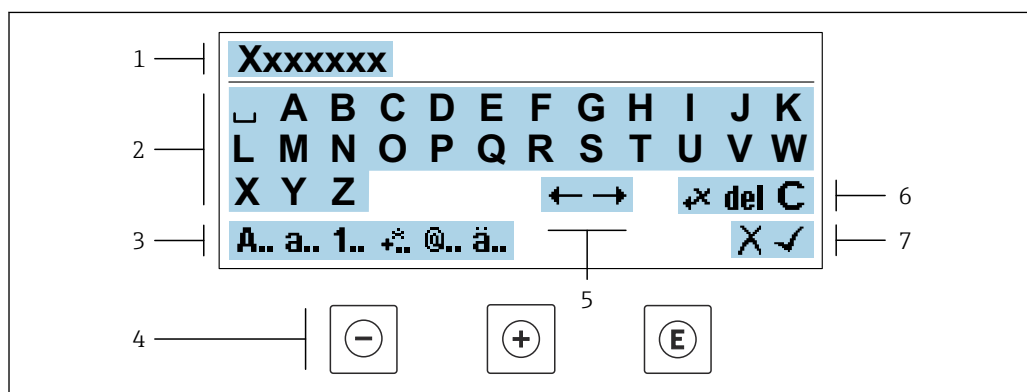 1 Xxxxxxx
2 ␣ A B C D E F G H I J K
L M N O P Q R S T U V W
X Y Z ← → ↵x del C 6
3 A.. a.. 1.. +*.. @.. ä.. X ✓ 7
5
4 − + E